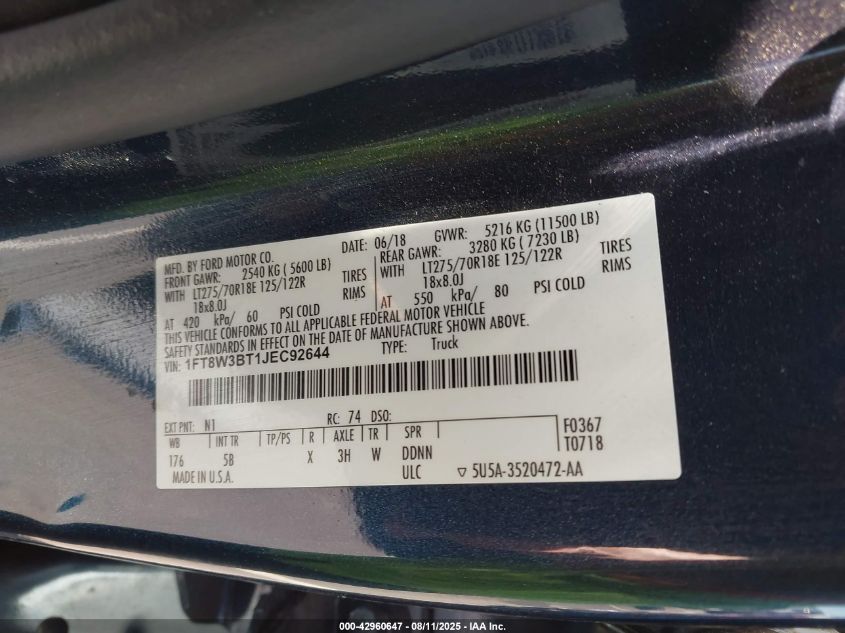 MFD. BY FORD MOTOR CO.
DATE: 06/18 GVWR: 5216 KG (11500 LB)
FRONT GAWR: 2540 KG ( 5600 LB) REAR GAWR: 3280 KG ( 7230 LB)
WITH LT275/70R18E 125/122R TIRES WITH LT275/70R18E 125/122R TIRES
18x8.0J RIMS 18x8.0J RIMS
AT 420 kPa/ 60 PSI COLD AT 550 kPa/ 80 PSI COLD
THIS VEHICLE CONFORMS TO ALL APPLICABLE FEDERAL MOTOR VEHICLE
SAFETY STANDARDS IN EFFECT ON THE DATE OF MANUFACTURE SHOWN ABOVE.
VIN: 1FT8W3BT1JEC92644 TYPE: Truck
EXT PNT: N1 RC: 74 DSO: F0367
WB INT TR TP/PS R AXLE TR SPR T0718
176 5B X 3H W DDNN
MADE IN U.S.A. ULC ▽ 5U5A-3520472-AA
000-42960647 - 08/11/2025 - IAA Inc.